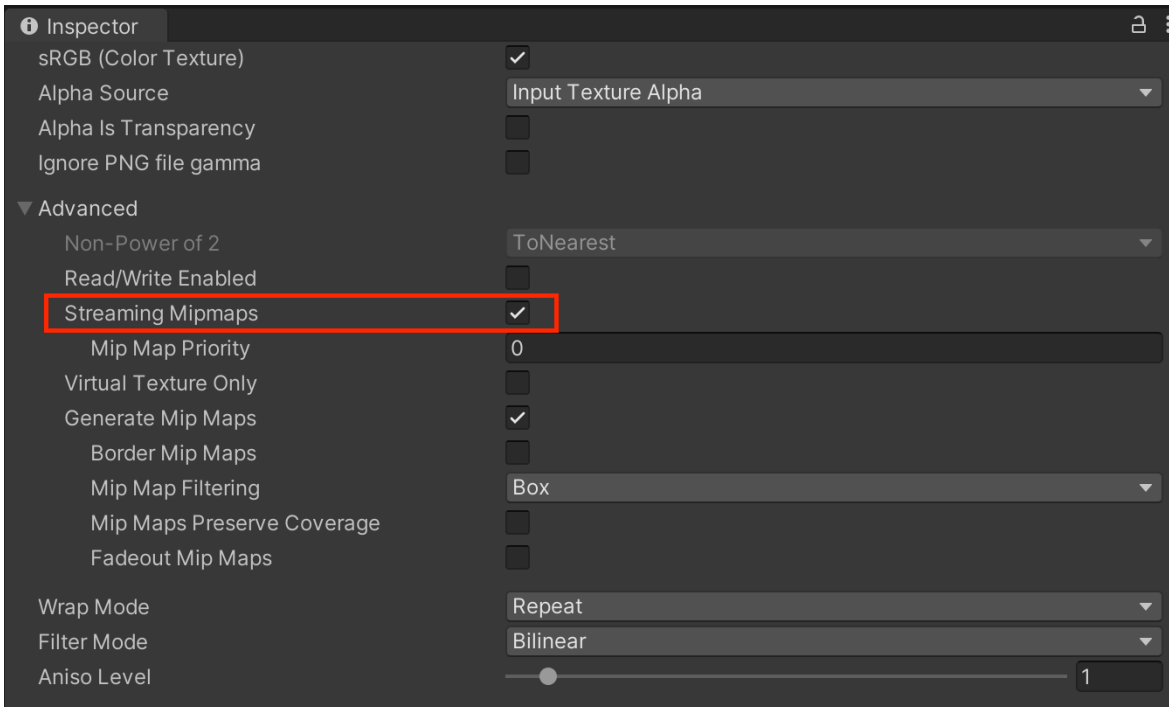 Inspector
sRGB (Color Texture)
Alpha Source Input Texture Alpha
Alpha Is Transparency
Ignore PNG file gamma
Advanced
Non-Power of 2 ToNearest
Read/Write Enabled
Streaming Mipmaps
Mip Map Priority 0
Virtual Texture Only
Generate Mip Maps
Border Mip Maps
Mip Map Filtering Box
Mip Maps Preserve Coverage
Fadeout Mip Maps
Wrap Mode Repeat
Filter Mode Bilinear
Aniso Level 1